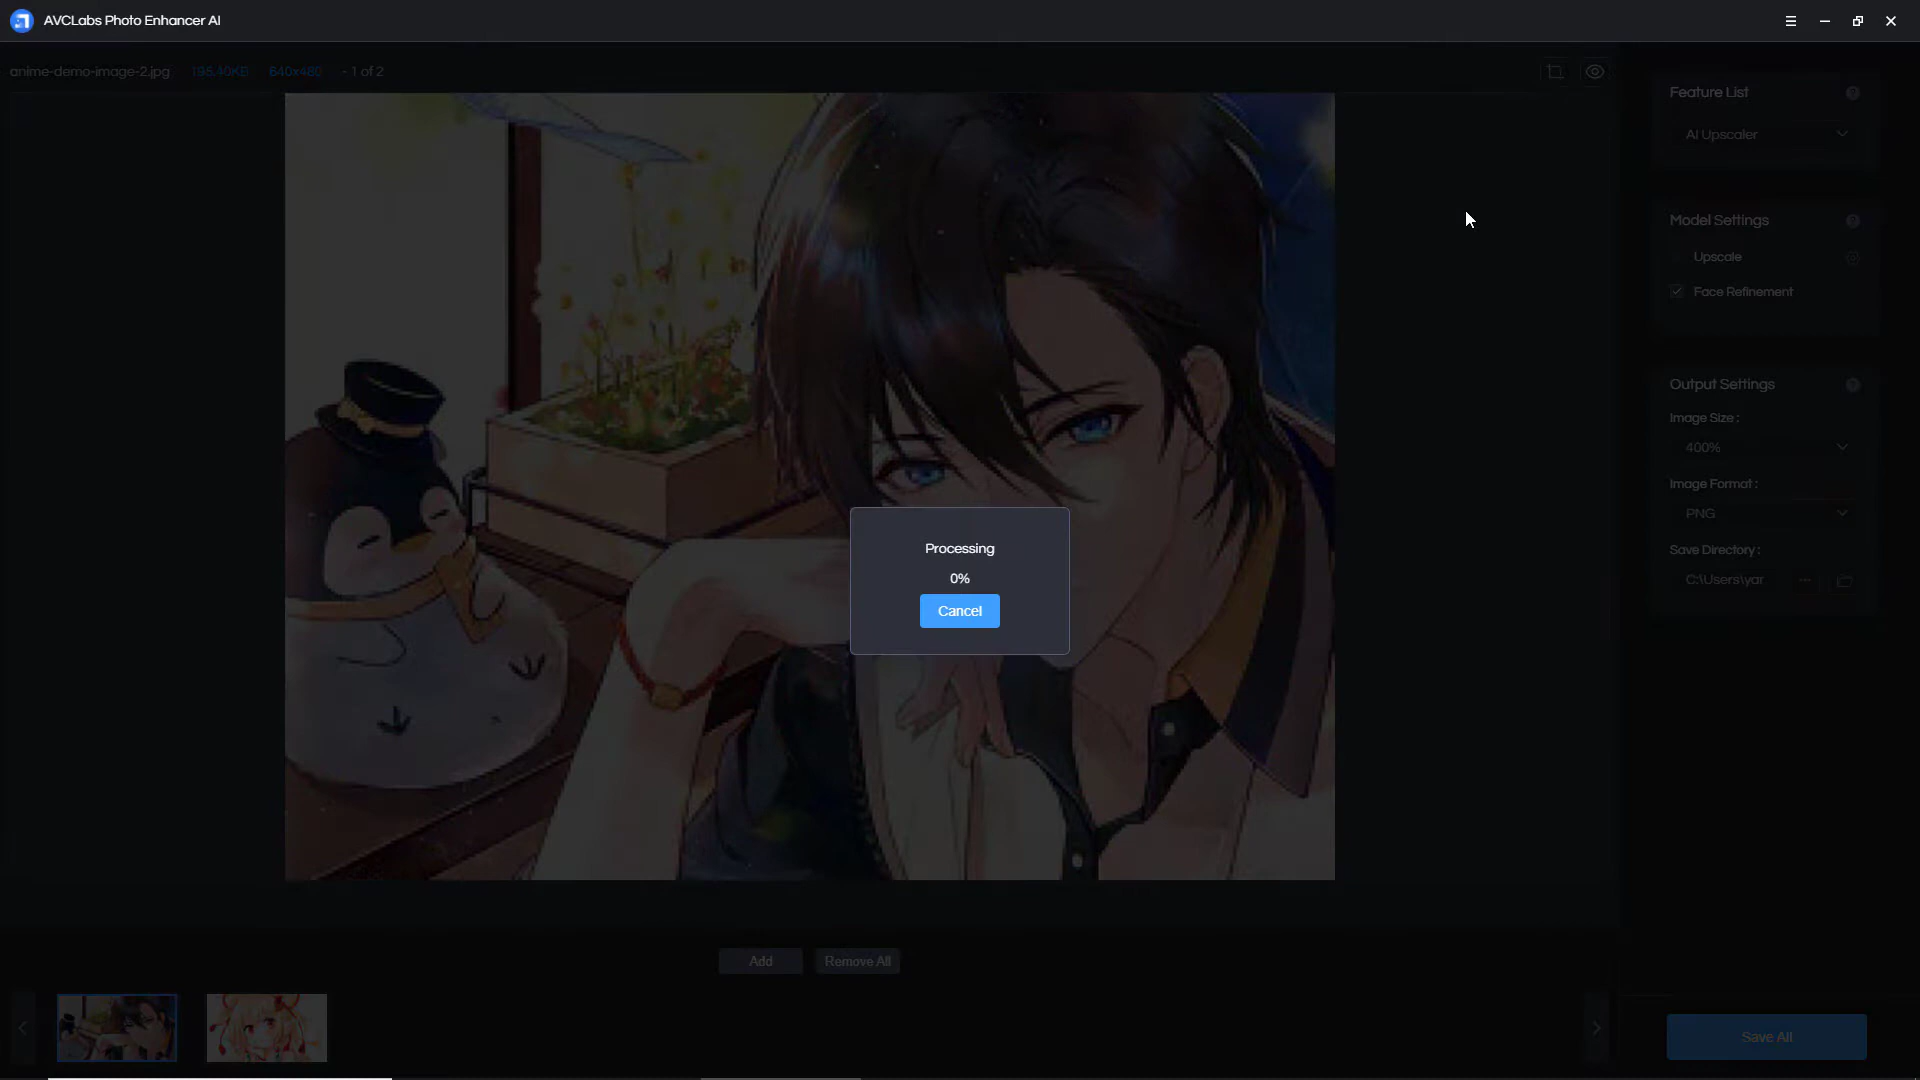 AVCLabs Photo Enhancer AI
anime-demo-image-2.jpg 195.40KB 640x480 - 1 of 2
Feature List
AI Upscaler
Model Settings
Upscale
Face Refinement
Output Settings
Image Size :
400%
Image Format :
PNG
Save Directory :
C:\Users\yar
Processing
0%
Cancel
Add Remove All
Save All